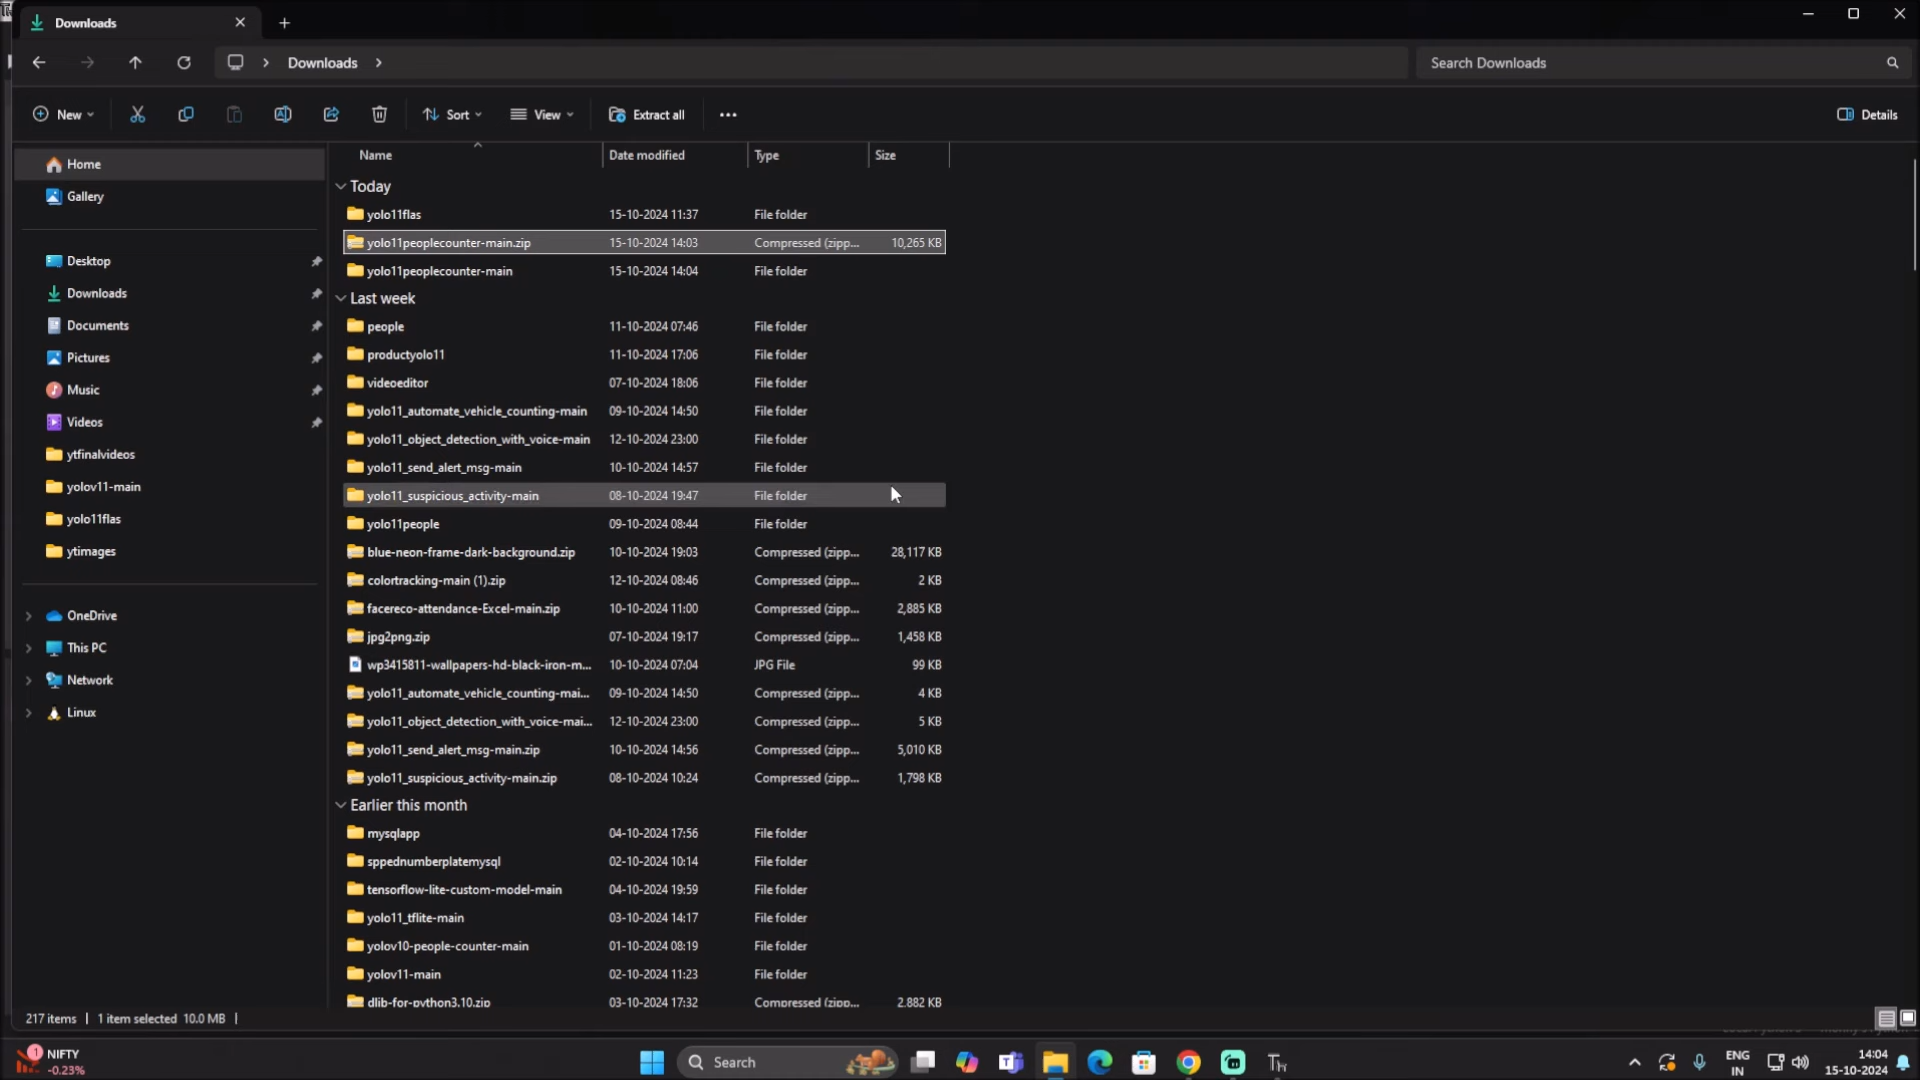 Downloads
Downloads
Search Downloads
New
Sort
View
Extract all
Details
Name Date modified Type Size
Home
Gallery
Desktop
Downloads
Documents
Pictures
Music
Videos
ytfinalvideos
yolov11-main
yolo11flas
ytimages
OneDrive
This PC
Network
Linux
Today
yolo11flas 15-10-2024 11:37 File folder
yolo11peoplecounter-main.zip 15-10-2024 14:03 Compressed (zipp... 10,265 KB
yolo11peoplecounter-main 15-10-2024 14:04 File folder
Last week
people 11-10-2024 07:46 File folder
productyolo11 11-10-2024 17:06 File folder
videoeditor 07-10-2024 18:06 File folder
yolo11_automate_vehicle_counting-main 09-10-2024 14:50 File folder
yolo11_object_detection_with_voice-main 12-10-2024 23:00 File folder
yolo11_send_alert_msg-main 10-10-2024 14:57 File folder
yolo11_suspicious_activity-main 08-10-2024 19:47 File folder
yolo11people 09-10-2024 08:44 File folder
blue-neon-frame-dark-background.zip 10-10-2024 19:03 Compressed (zipp... 28,117 KB
colortracking-main (1).zip 12-10-2024 08:46 Compressed (zipp... 2 KB
facereco-attendance-Excel-main.zip 10-10-2024 11:00 Compressed (zipp... 2,885 KB
jpg2png.zip 07-10-2024 19:17 Compressed (zipp... 1,458 KB
wp3415811-wallpapers-hd-black-iron-m... 10-10-2024 07:04 JPG File 99 KB
yolo11_automate_vehicle_counting-mai... 09-10-2024 14:50 Compressed (zipp... 4 KB
yolo11_object_detection_with_voice-mai... 12-10-2024 23:00 Compressed (zipp... 5 KB
yolo11_send_alert_msg-main.zip 10-10-2024 14:56 Compressed (zipp... 5,010 KB
yolo11_suspicious_activity-main.zip 08-10-2024 10:24 Compressed (zipp... 1,798 KB
Earlier this month
mysqlapp 04-10-2024 17:56 File folder
sppednumberplatemysql 02-10-2024 10:14 File folder
tensorflow-lite-custom-model-main 04-10-2024 19:59 File folder
yolo11_tflite-main 03-10-2024 14:17 File folder
yolov10-people-counter-main 01-10-2024 08:19 File folder
yolov11-main 02-10-2024 11:23 File folder
dlib-for-python3.10.zip 03-10-2024 17:32 Compressed (zipp... 2,882 KB
217 items 1 item selected 10.0 MB
1 NIFTY
-0.23%
Search
ENG
IN
14:04
15-10-2024